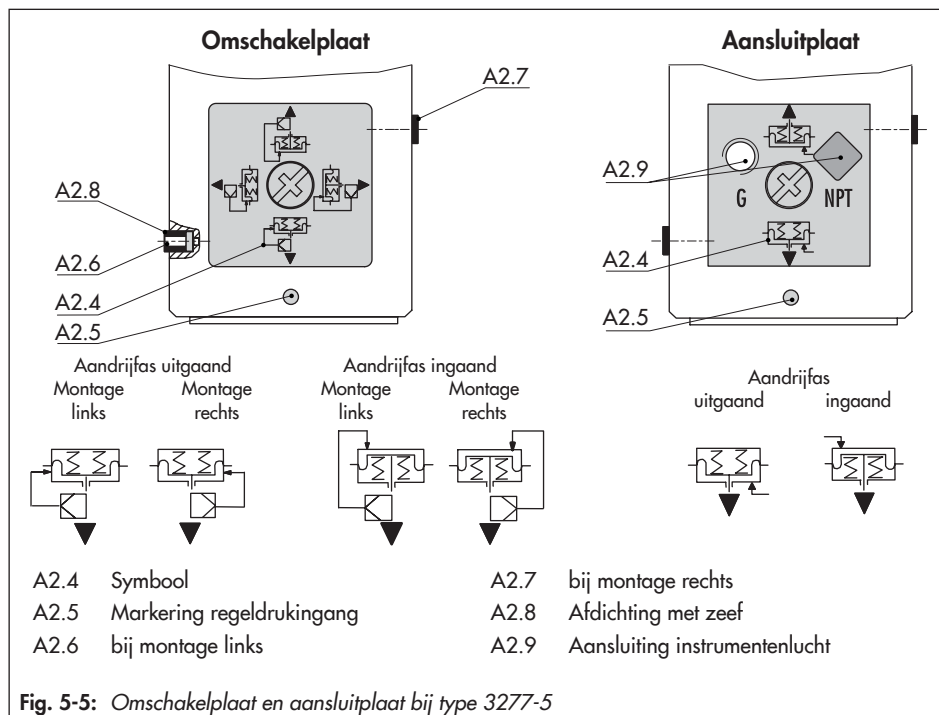 Omschakelplaat
Aansluitplaat
A2.7
A2.8
A2.6
A2.4
A2.5
A2.9
G
NPT
A2.4
A2.5
Aandrijfas uitgaand
Montage links
Montage rechts
Aandrijfas ingaand
Montage links
Montage rechts
Aandrijfas
uitgaand
ingaand
A2.4 Symbool
A2.5 Markering regeldrukingang
A2.6 bij montage links
A2.7 bij montage rechts
A2.8 Afdichting met zeef
A2.9 Aansluiting instrumentenlucht
Fig. 5-5: Omschakelplaat en aansluitplaat bij type 3277-5